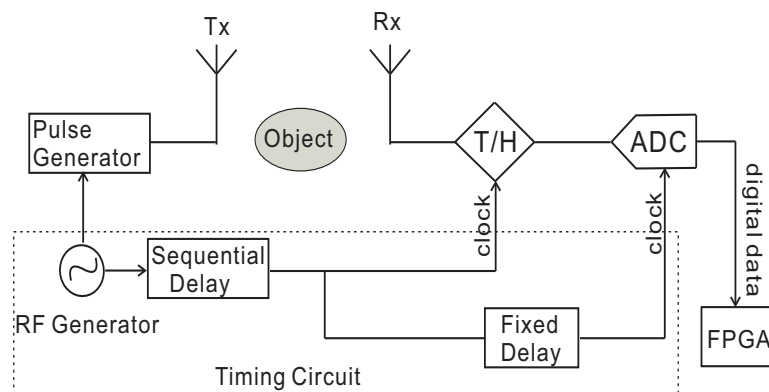 Tx
Rx
Pulse
Generator
Object
T/H
ADC
clock
clock
digital data
Sequential
Delay
RF Generator
Fixed
Delay
FPGA
Timing Circuit